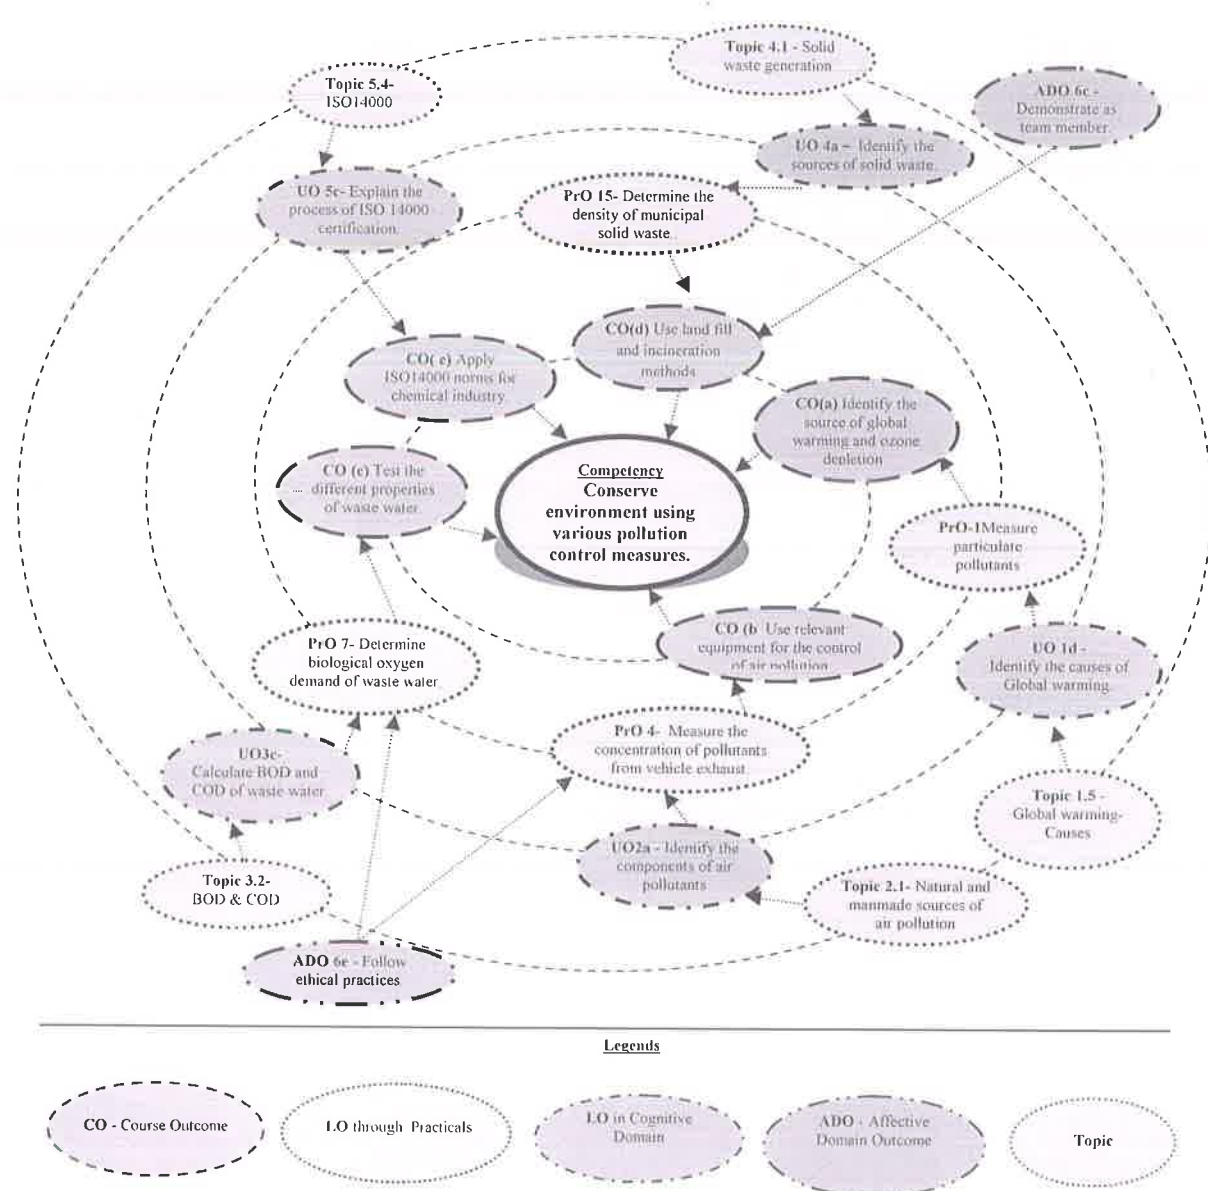 Topic 4.1 - Solid
waste generation
Topic 5.4-
ISO14000
ADO 6c -
Demonstrate as
team member.
UO 4a – Identify the
sources of solid waste.
UO 5c- Explain the
process of ISO 14000
certification.
PrO 15- Determine the
density of municipal
solid waste.
CO(d) Use land fill
and incineration
methods
CO( e) Apply
ISO14000 norms for
chemical industry.
CO(a) Identify the
source of global
warming and ozone
depletion
CO (c) Test the
.... different properties
of waste water.
Competency
Conserve
environment using
various pollution
control measures.
PrO-1Measure
particulate
pollutants
CO (b Use relevant
equipment for the control
of air pollution
PrO 7- Determine
biological oxygen
demand of waste water
UO 1d -
Identify the causes of
Global warming.
PrO 4- Measure the
concentration of pollutants
from vehicle exhaust.
UO3c-
Calculate BOD and
COD of waste water
Topic 1.5 -
Global warming-
Causes
UO2a - Identify the
components of air
pollutants
Topic 3.2-
BOD & COD
Topic 2.1- Natural and
manmade sources of
air pollution
ADO 6e - Follow
ethical practices
Legends
CO - Course Outcome
LO through Practicals
LO in Cognitive
Domain
ADO - Affective
Domain Outcome
Topic